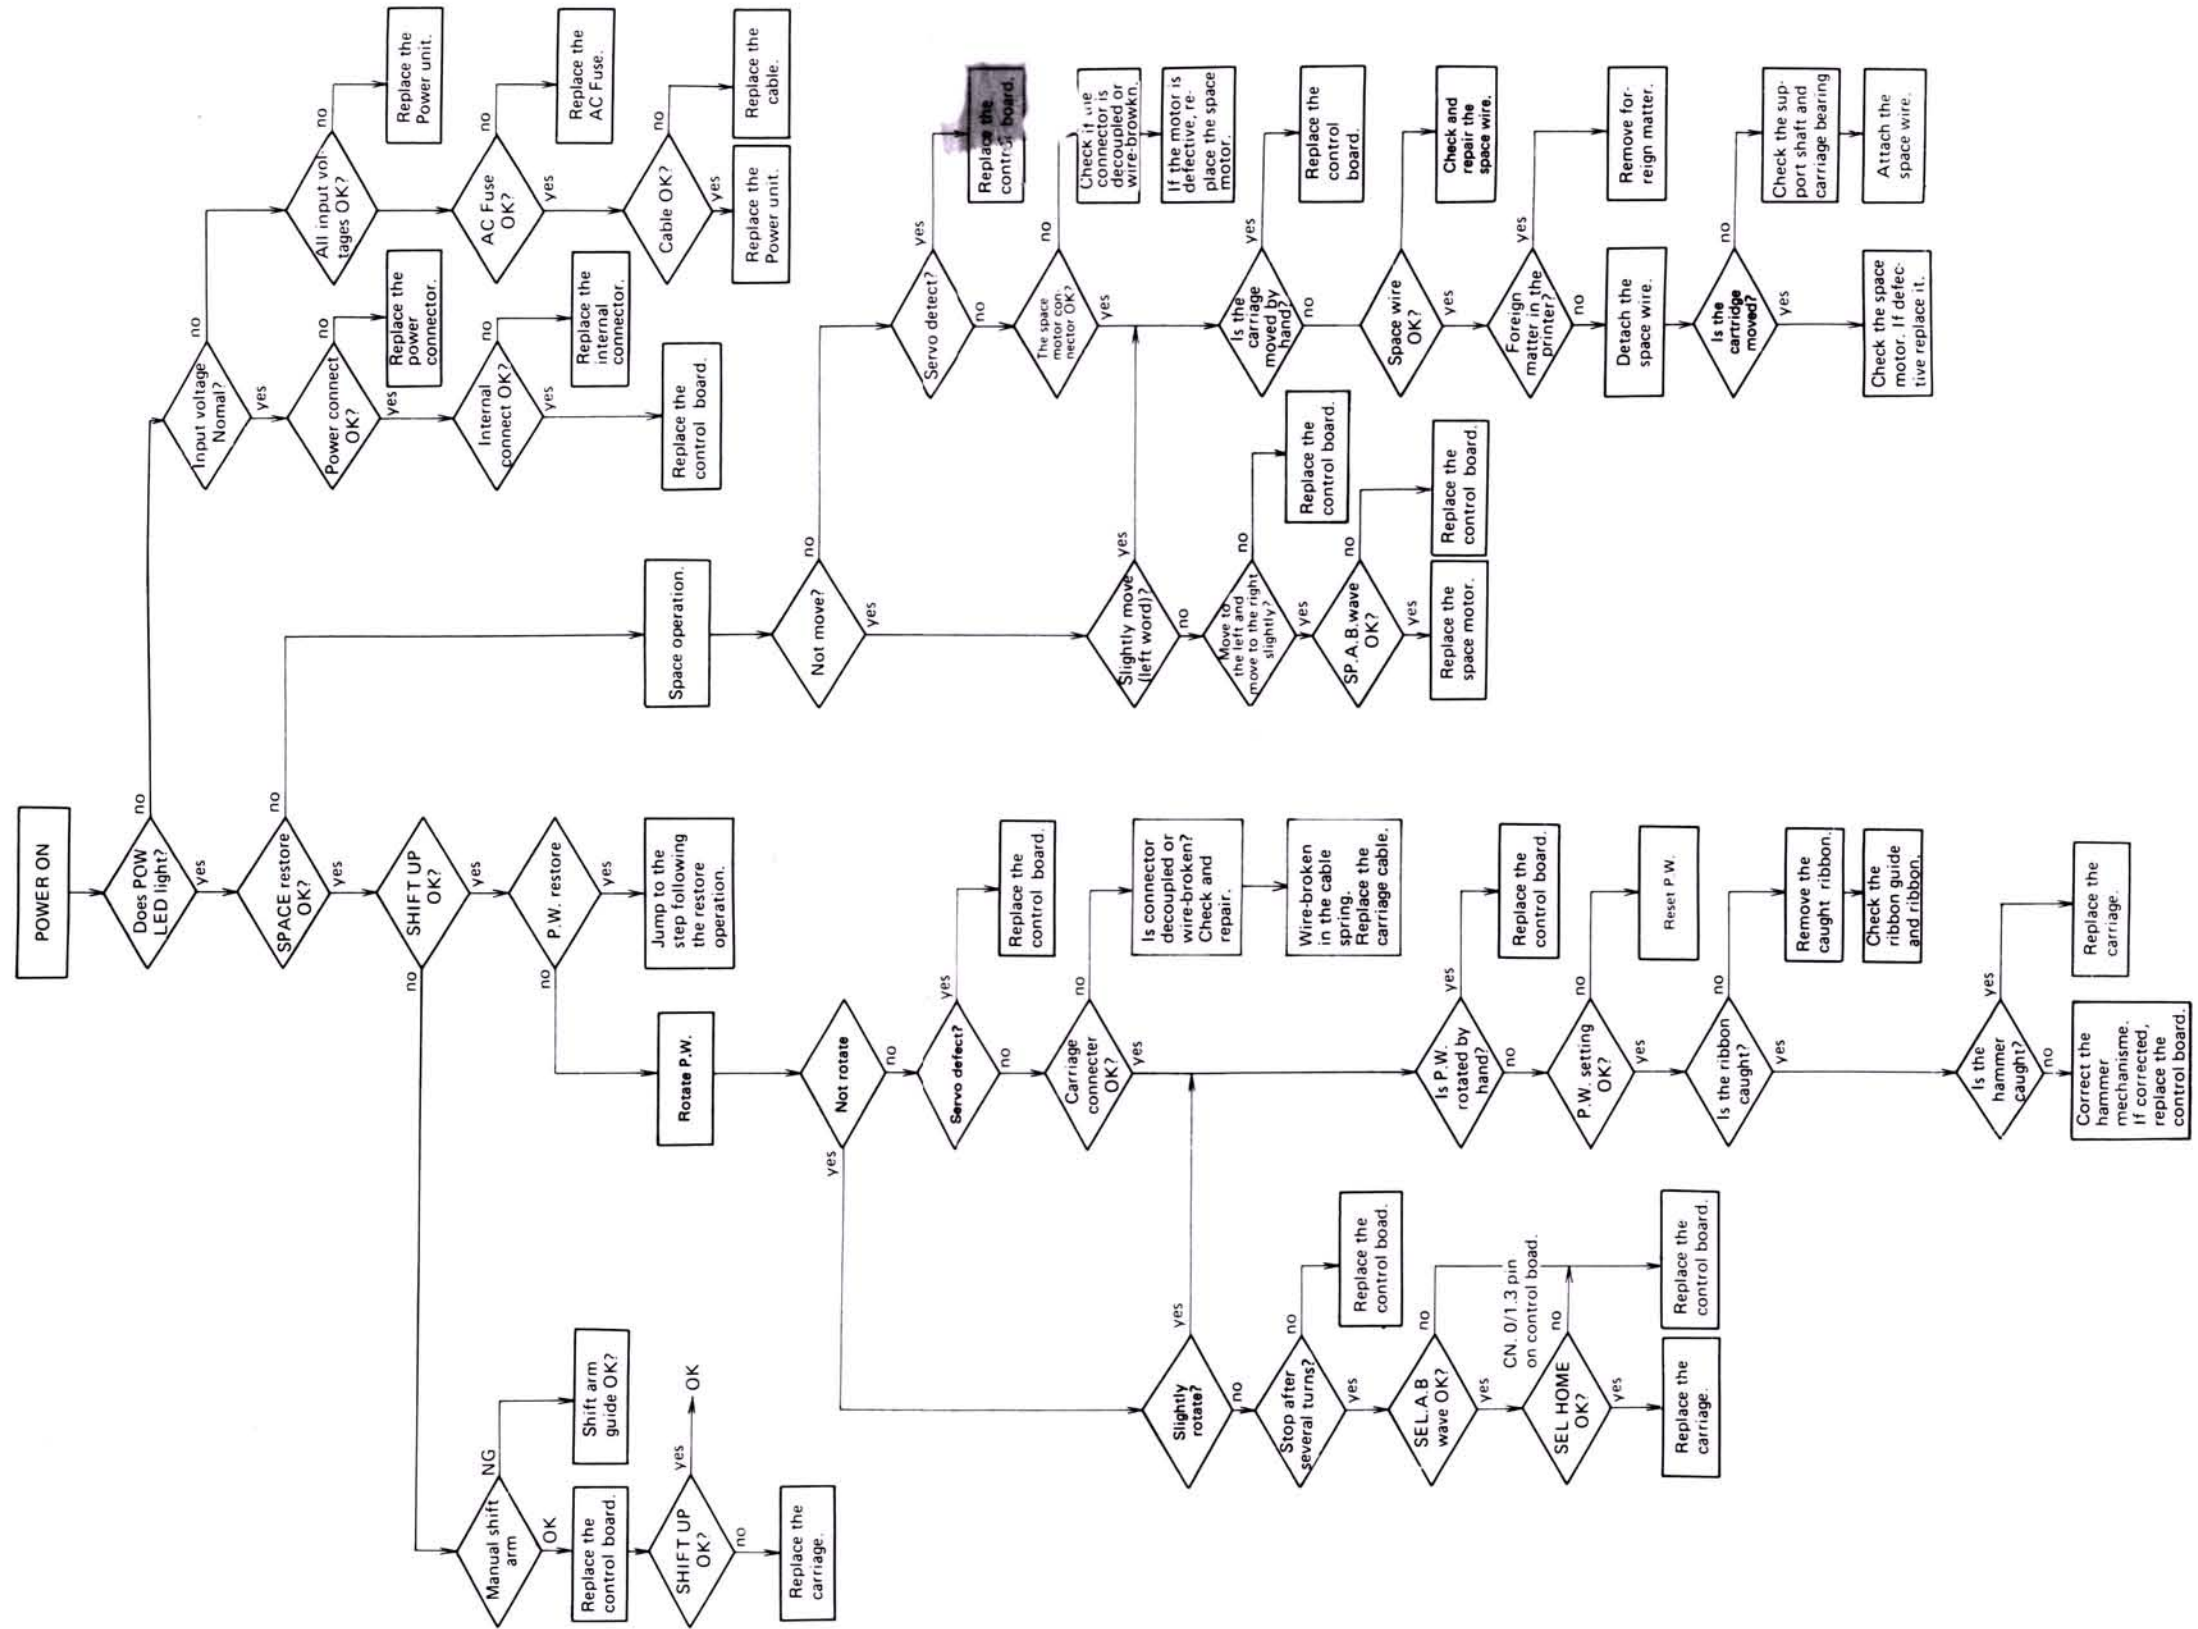 POWER ON
Does POW
LED light?
no
yes
SPACE restore
OK?
no
yes
SHIFT UP
OK?
no
yes
P.W. restore
no
yes
Jump to the
step following
the restore
operation.
Input voltage
Nomal?
no
yes
Power connect
OK?
no
yes
Replace the
power
connector.
Internal
connect OK?
no
yes
Replace the
internal
connector.
Replace the
control board.
All input vol-
tages OK?
no
Replace the
Power unit.
AC Fuse
OK?
no
yes
Replace the
AC Fuse.
Cable OK?
no
yes
Replace the
cable.
Replace the
Power unit.
Space operation.
Not move?
no
yes
Servo detect?
yes
no
Replace the
control board.
The space
motor con-
nector OK?
no
yes
Check if the
connector is
decoupled or
wire-browkn.
If the motor is
defective, re-
place the space
motor.
Is the
carriage
moved by
hand?
yes
no
Replace the
control
board.
Space wire
OK?
yes
Check and
repair the
space wire.
Foreign
matter in the
printer?
yes
no
Remove for-
reign matter.
Detach the
space wire.
Is the
cartridge
moved?
no
yes
Check the sup-
port shaft and
carriage bearing
Attach the
space wire.
Check the space
motor. If defec-
tive replace it.
Slightly move
(left word)?
yes
no
Move to
the left and
move to the right
slightly?
no
yes
Replace the
control board.
SP.A.B.wave
OK?
no
yes
Replace the
control board.
Replace the
space motor.
Rotate P.W.
Not rotate
yes
no
Servo defect?
yes
no
Replace the
control board.
Carriage
connecter
OK?
no
yes
Is connector
decoupled or
wire-broken?
Check and
repair.
Wire-broken
in the cable
spring.
Replace the
carriage cable.
Is P.W.
rotated by
hand?
yes
no
Replace the
control board.
P.W. setting
OK?
no
yes
Reset P.W.
Is the ribbon
caught?
no
yes
Remove the
caught ribbon.
Check the
ribbon guide
and ribbon.
Is the
hammer
caught?
yes
no
Replace the
carriage.
Correct the
hammer
mechanisme.
If corrected,
replace the
control board.
Slightly
rotate?
yes
no
Stop after
several turns?
no
yes
Replace the
control boad.
SEL.A.B
wave OK?
no
yes
CN. 0/1.3 pin
on control boad.
SEL HOME
OK?
no
yes
Replace the
control board.
Replace the
carriage.
Manual shift
arm
NG
OK
Shift arm
guide OK?
Replace the
control board.
SHIFT UP
OK?
yes
OK
no
Replace the
carriage.